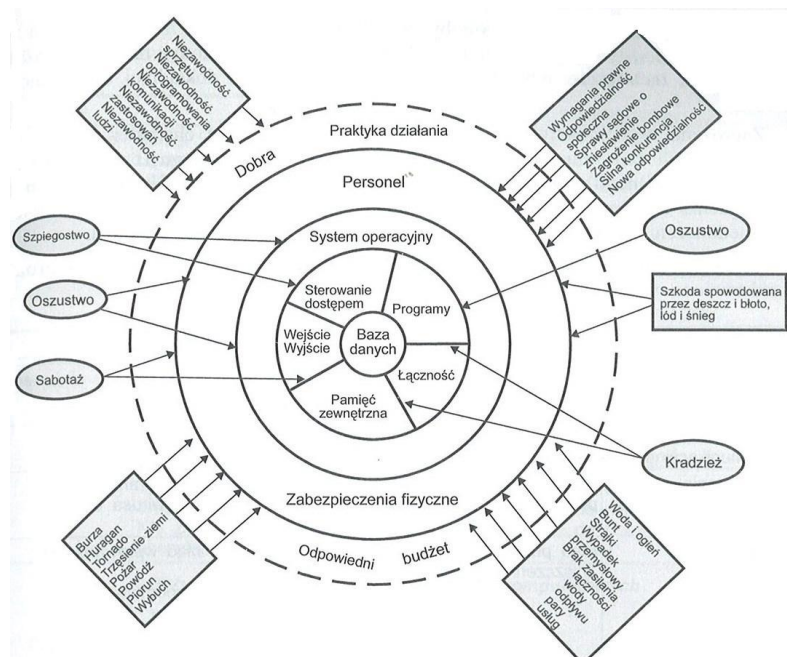 Niezawodność
sprzętu
Niezawodność
oprogramowania
Niezawodność
komunikacji
Niezawodność
zastosowań
Niezawodność
ludzi
Wymagania prawne
Odpowiedzialność
społeczna
Sprawy sądowe o
zniesławienie
Zagrożenie bombowe
Silna konkurencja
Nowa odpowiedzialność
Dobra
Praktyka działania
Personel
System operacyjny
Szpiegostwo
Oszustwo
Sabotaż
Sterowanie
dostępem
Programy
Wejście
Wyjście
Baza
danych
Łączność
Pamięć
zewnętrzna
Oszustwo
Szkoda spowodowana
przez deszcz i błoto,
lód i śnieg
Kradzież
Zabezpieczenia fizyczne
Odpowiedni
budżet
Burza
Huragan
Tornado
Trzęsienie ziemi
Pożar
Powódź
Piorun
Wybuch
Woda i ogień
Bunt
Strajki
Wypadek
przemysłowy
Brak zasilania
łączności
wody
odpływu
pary
usług